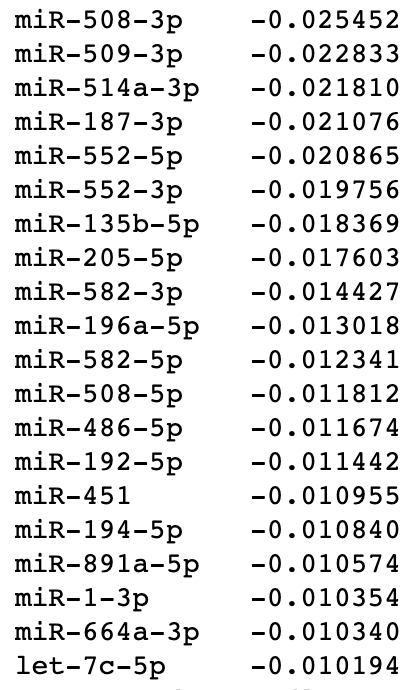 miR-508-3p -0.025452
miR-509-3p -0.022833
miR-514a-3p -0.021810
miR-187-3p -0.021076
miR-552-5p -0.020865
miR-552-3p -0.019756
miR-135b-5p -0.018369
miR-205-5p -0.017603
miR-582-3p -0.014427
miR-196a-5p -0.013018
miR-582-5p -0.012341
miR-508-5p -0.011812
miR-486-5p -0.011674
miR-192-5p -0.011442
miR-451 -0.010955
miR-194-5p -0.010840
miR-891a-5p -0.010574
miR-1-3p -0.010354
miR-664a-3p -0.010340
let-7c-5p -0.010194